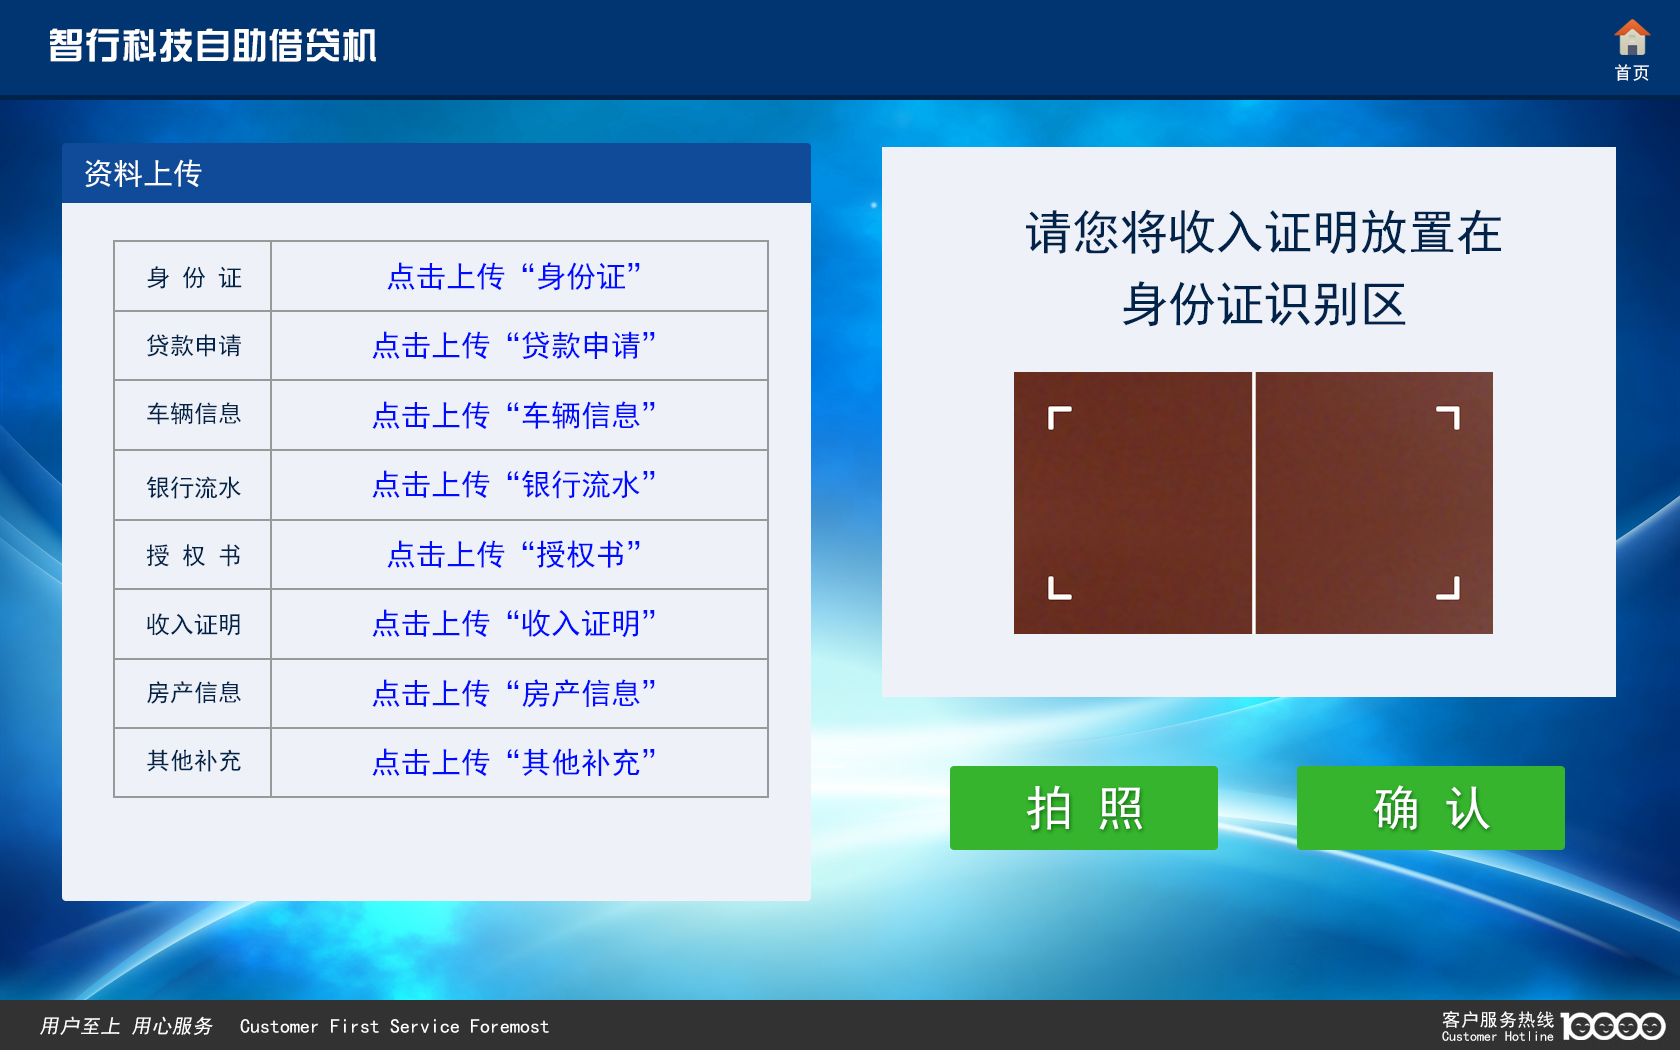 智行科技自助借贷机
首页
资料上传
身 份 证 点击上传 “身份证”
贷款申请 点击上传 “贷款申请”
车辆信息 点击上传 “车辆信息”
银行流水 点击上传 “银行流水”
授 权 书 点击上传 “授权书”
收入证明 点击上传 “收入证明”
房产信息 点击上传 “房产信息”
其他补充 点击上传 “其他补充”
请您将收入证明放置在
身份证识别区
拍 照
确 认
用户至上 用心服务 Customer First Service Foremost
客户服务热线 10000
Customer Hotline